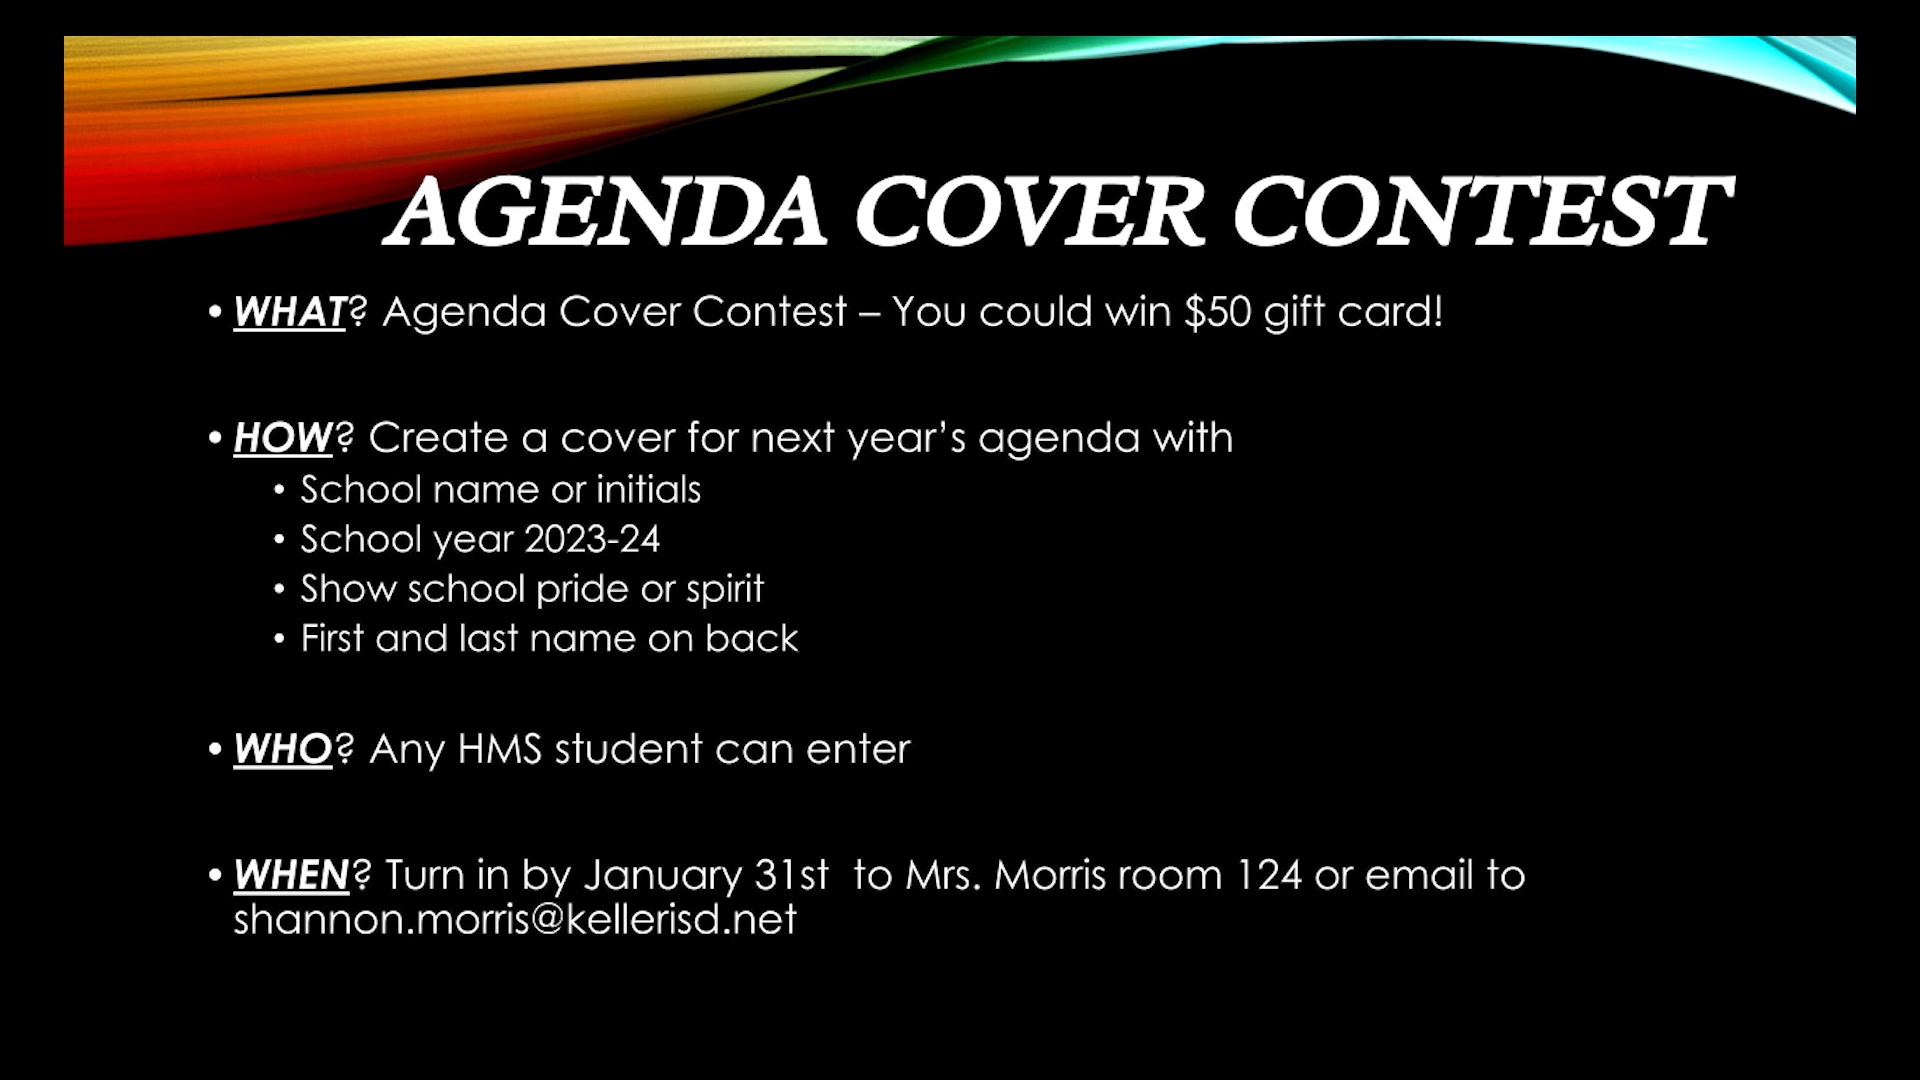 AGENDA COVER CONTEST
• WHAT? Agenda Cover Contest – You could win $50 gift card!
• HOW? Create a cover for next year’s agenda with
• School name or initials
• School year 2023-24
• Show school pride or spirit
• First and last name on back
• WHO? Any HMS student can enter
• WHEN? Turn in by January 31st  to Mrs. Morris room 124 or email to
shannon.morris@kellerisd.net